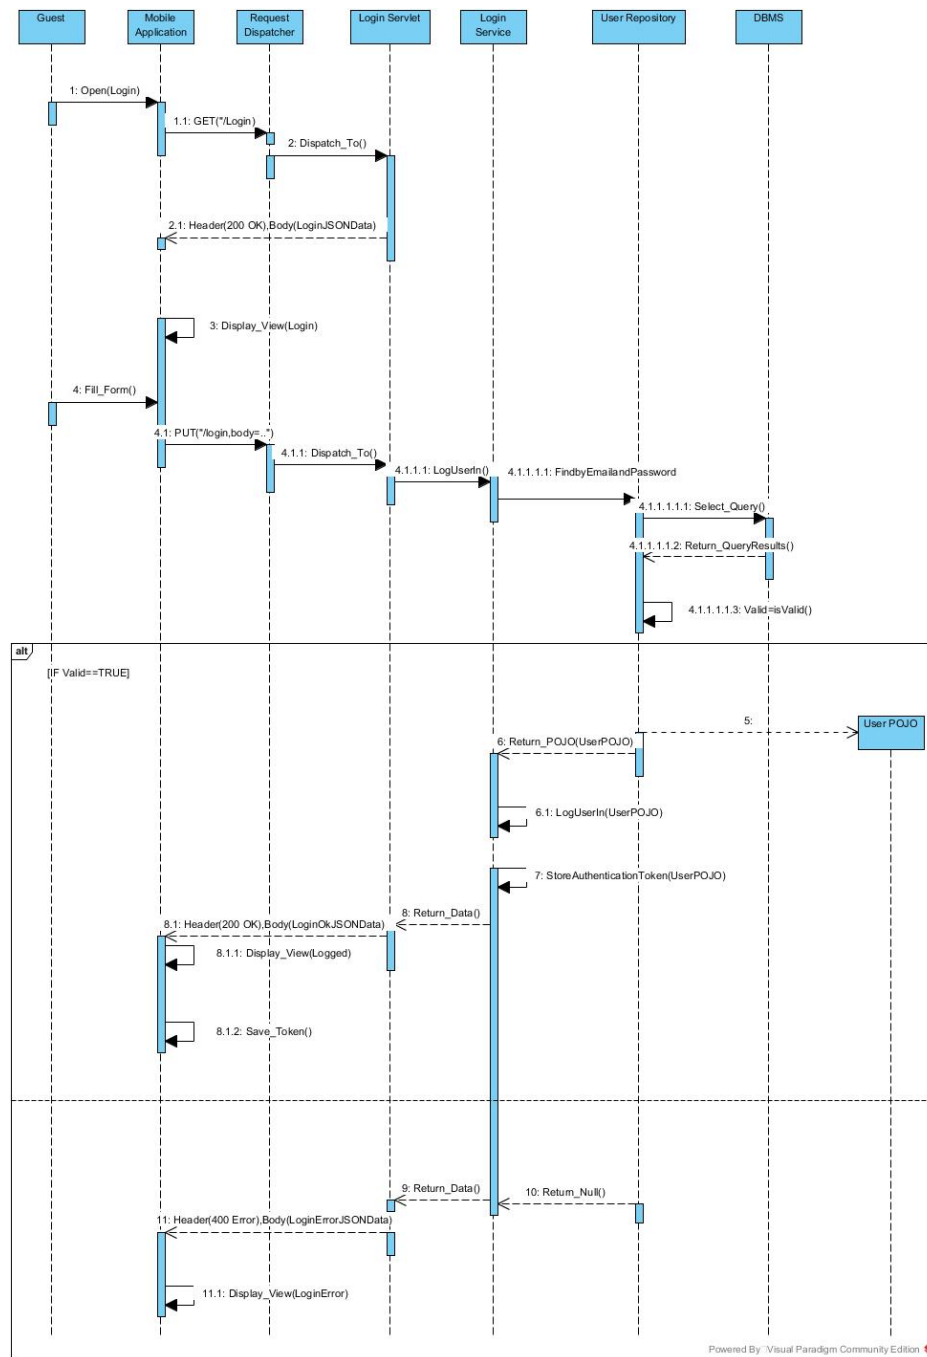 Guest
Mobile
Application
Request
Dispatcher
Login Servlet
Login
Service
User Repository
DBMS
1: Open(Login)
1.1: GET("/Login)
2: Dispatch_To()
2.1: Header(200 OK),Body(LoginJSONData)
3: Display_View(Login)
4: Fill_Form()
4.1: PUT("/login,body=..")
4.1.1: Dispatch_To()
4.1.1.1: LogUserIn()
4.1.1.1.1: FindbyEmailandPassword
4.1.1.1.1.1: Select_Query()
4.1.1.1.1.2: Return_QueryResults()
4.1.1.1.1.3: Valid=isValid()
alt
[IF Valid==TRUE]
5:
User POJO
6: Return_POJO(UserPOJO)
6.1: LogUserIn(UserPOJO)
7: StoreAuthenticationToken(UserPOJO)
8: Return_Data()
8.1: Header(200 OK),Body(LoginOkJSONData)
8.1.1: Display_View(Logged)
8.1.2: Save_Token()
9: Return_Data()
10: Return_Null()
11: Header(400 Error),Body(LoginErrorJSONData)
11.1: Display_View(LoginError)
Powered By Visual Paradigm Community Edition